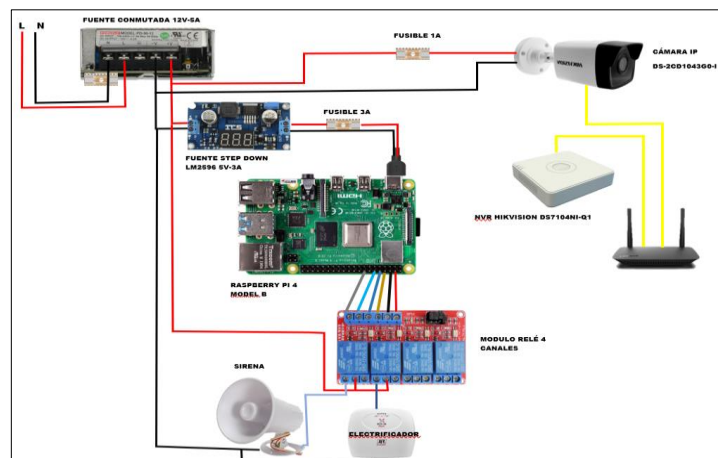 FUENTE CONMUTADA 12V-5A
L N
FUSIBLE 1A
CÁMARA IP
DS-2CD1043G0-I
FUSIBLE 3A
FUENTE STEP DOWN
LM2596 5V-3A
NVR HIKVISION DS7104NI-Q1
RASPBERRY PI 4
MODEL B
MODULO RELÉ 4
CANALES
SIRENA
ELECTRIFICADOR